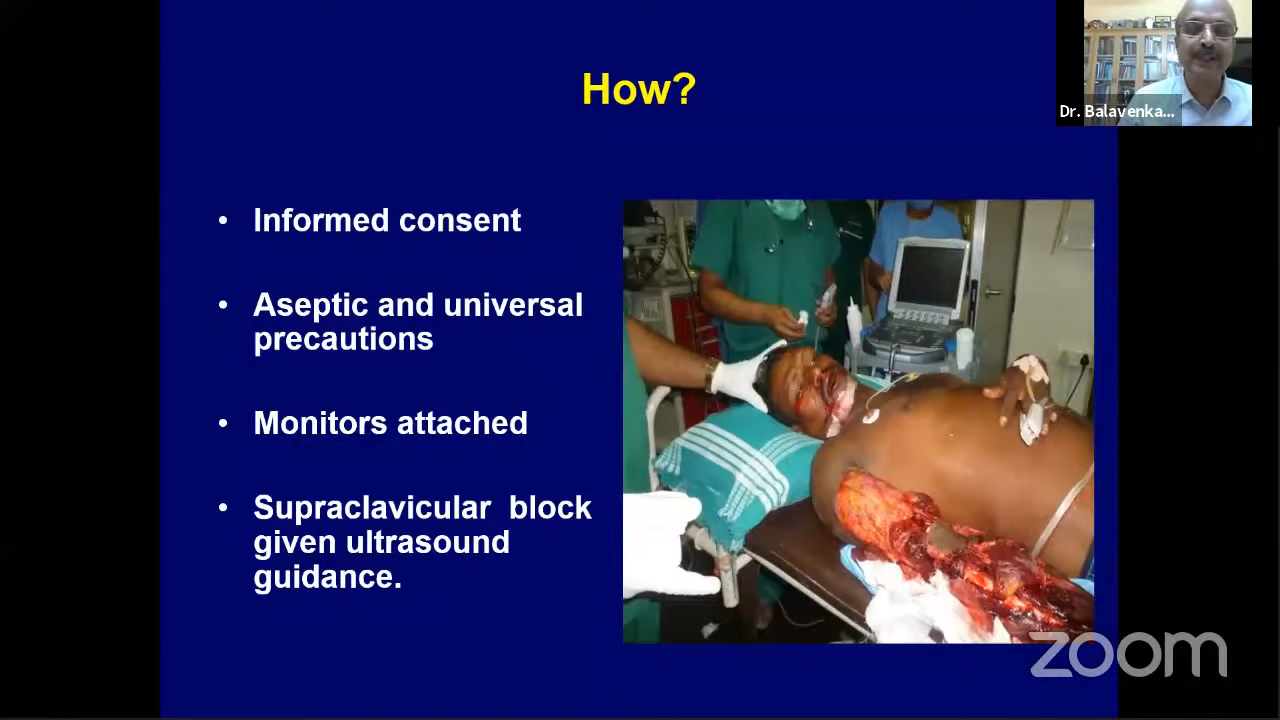 How?
Dr. Balavenka...
• Informed consent
• Aseptic and universal
precautions
• Monitors attached
• Supraclavicular block
given ultrasound
guidance.
zoom